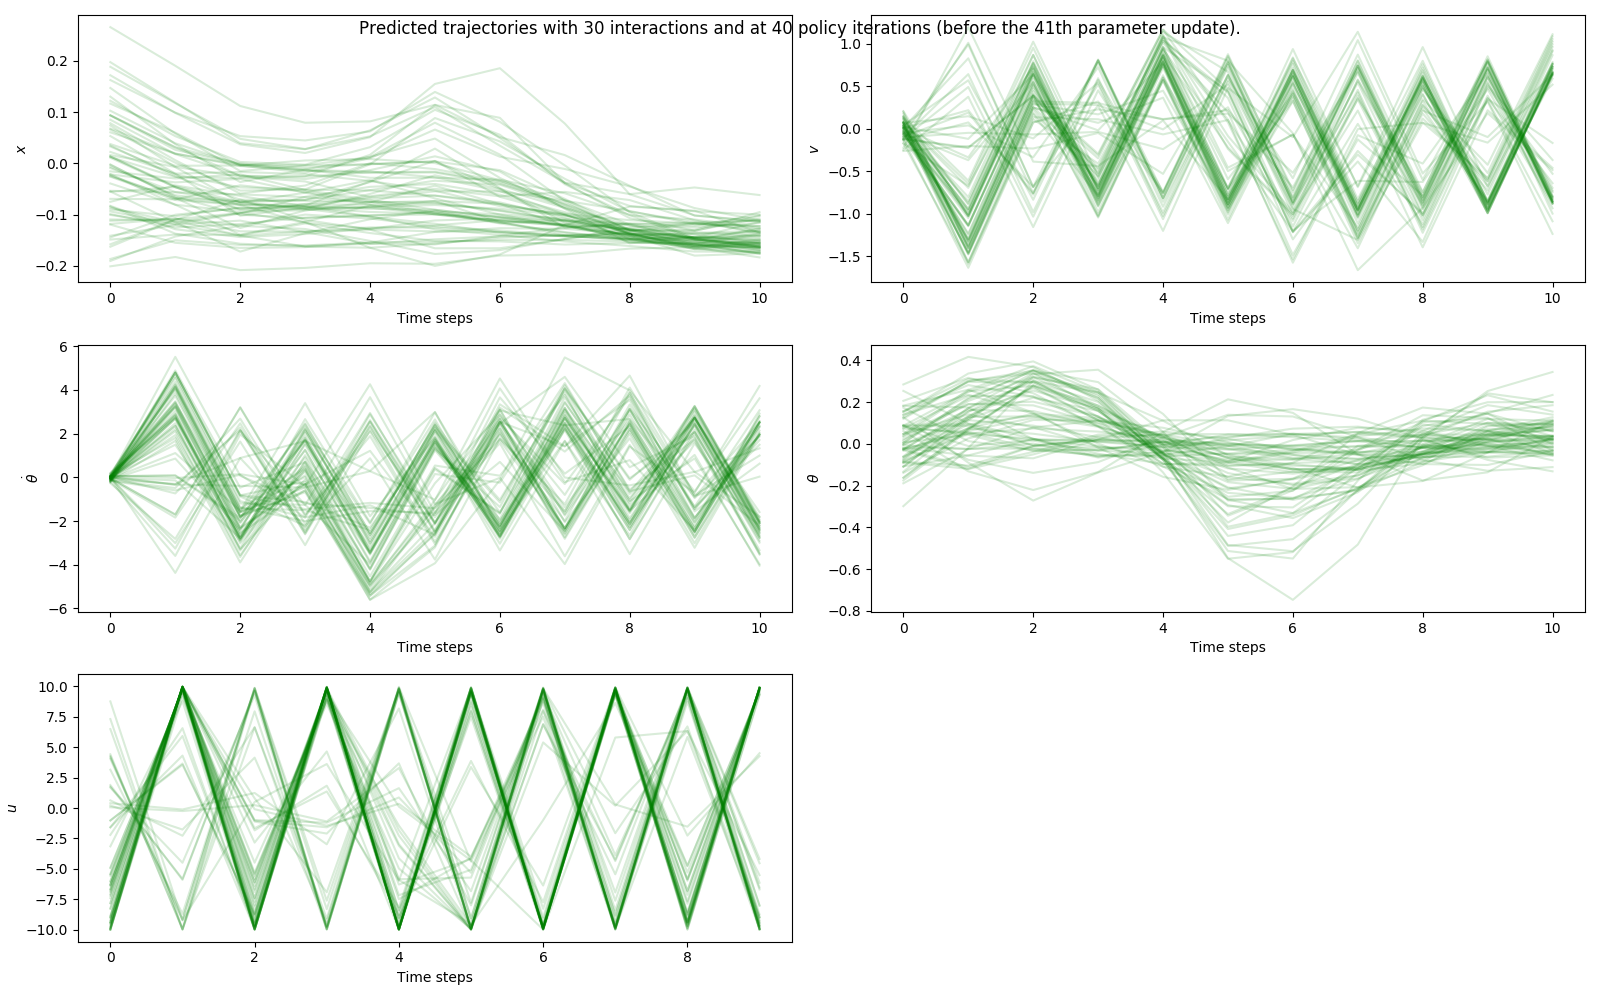 Predicted trajectories with 30 interactions and at 40 policy iterations (before the 41th parameter update).
0.2
0.1
0.0
−0.1
−0.2
x
0 2 4 6 8 10
Time steps
1.0
0.5
0.0
−0.5
−1.0
−1.5
v
0 2 4 6 8 10
Time steps
6
4
2
0
−2
−4
−6
θ̇
0 2 4 6 8 10
Time steps
0.4
0.2
0.0
−0.2
−0.4
−0.6
−0.8
θ
0 2 4 6 8 10
Time steps
10.0
7.5
5.0
2.5
0.0
−2.5
−5.0
−7.5
−10.0
u
0 2 4 6 8
Time steps